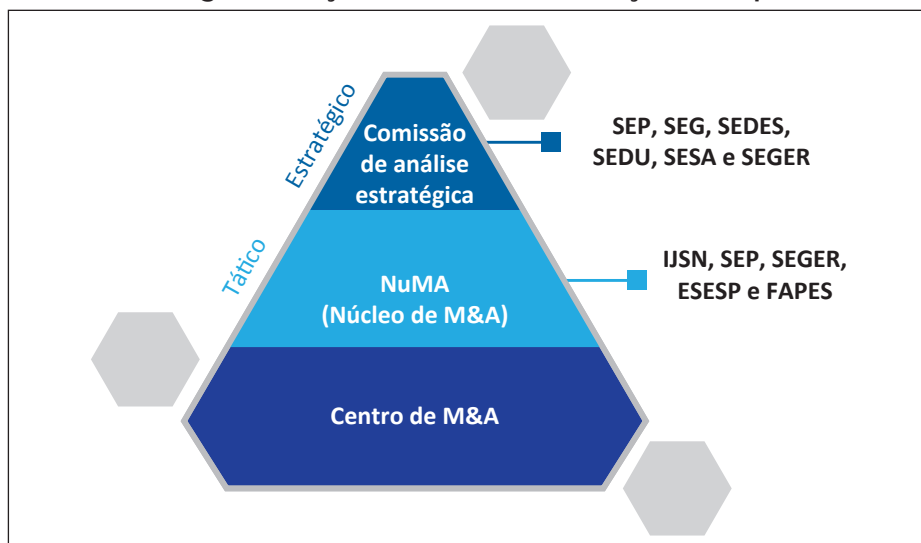 Estratégico
Comissão
de análise
estratégica
SEP, SEG, SEDES,
SEDU, SESA e SEGER
Tático
NuMA
(Núcleo de M&A)
IJSN, SEP, SEGER,
ESESP e FAPES
Centro de M&A